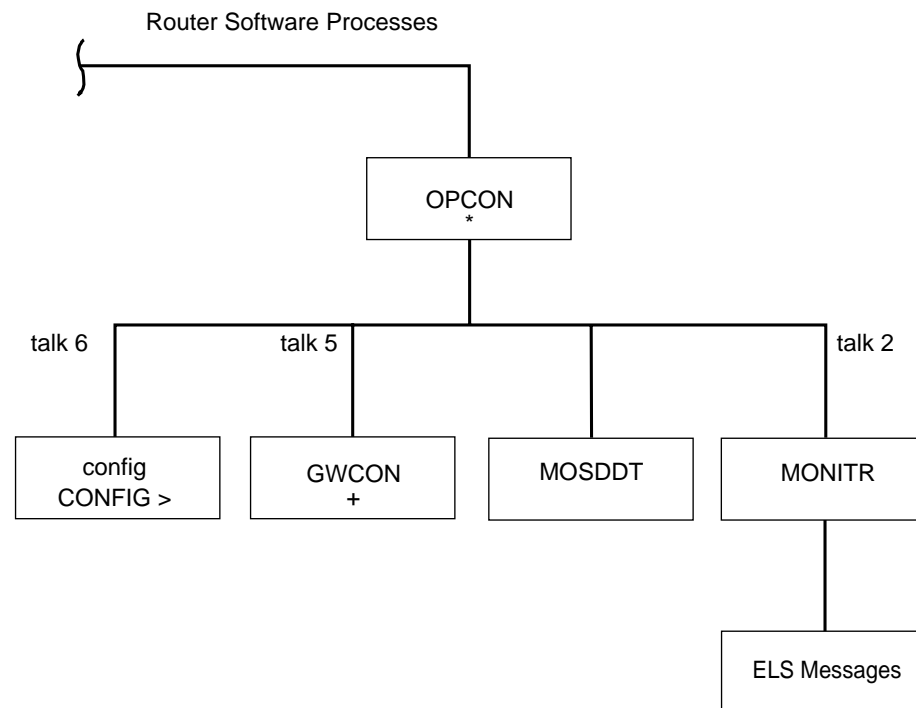 Router Software Processes
OPCON
*
talk 6
talk 5
talk 2
config
CONFIG >
GWCON
+
MOSDDT
MONITR
ELS Messages